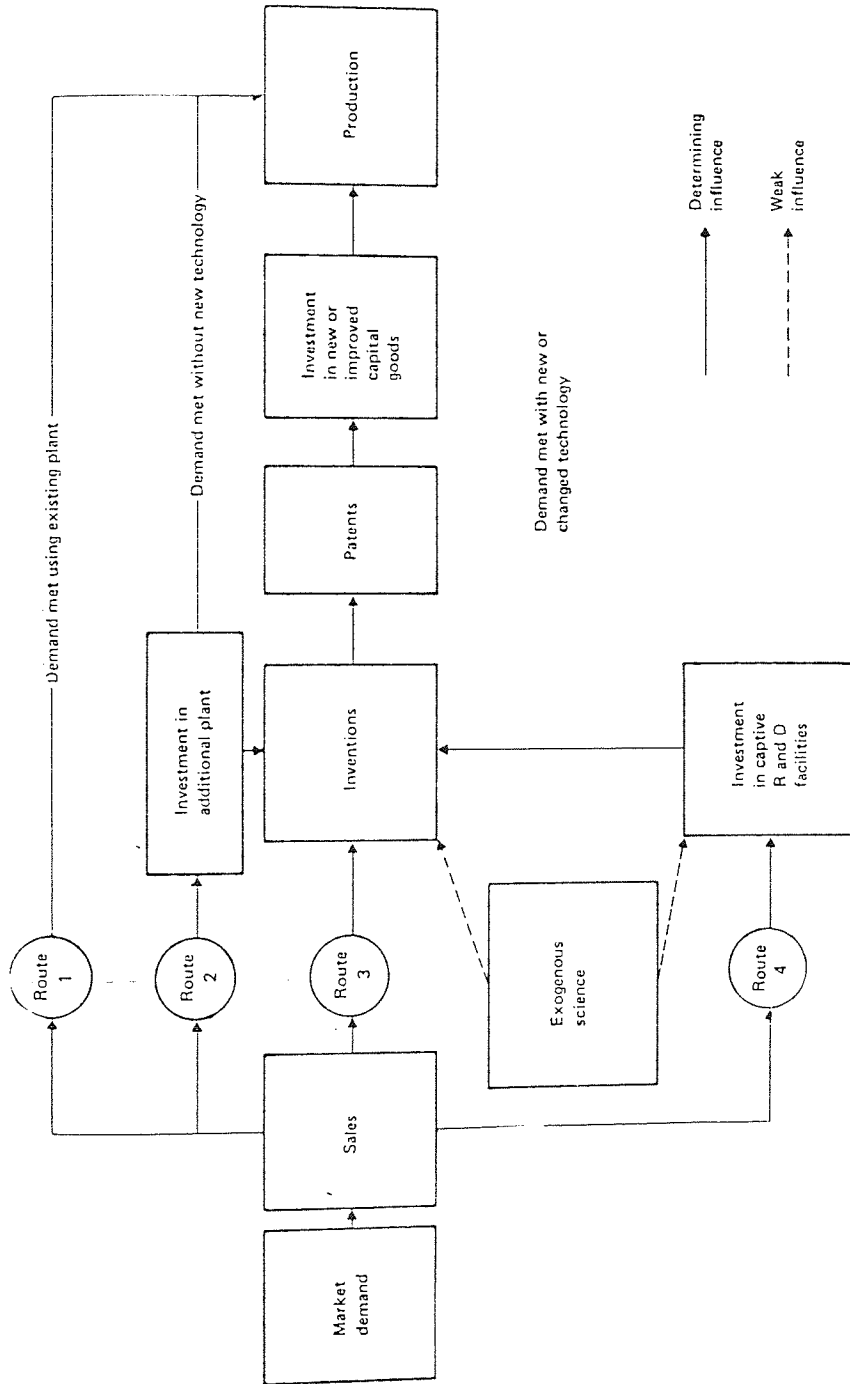 Demand met using existing plant
Route
1
Route
2
Investment in
additional plant
Demand met without new technology
Market
demand
Sales
Route
3
Inventions
Patents
Investment
in new or
improved
capital
goods
Production
Exogenous
science
Demand met with new or
changed technology
Route
4
Investment
in captive
R and D
facilities
Determining
influence
Weak
influence